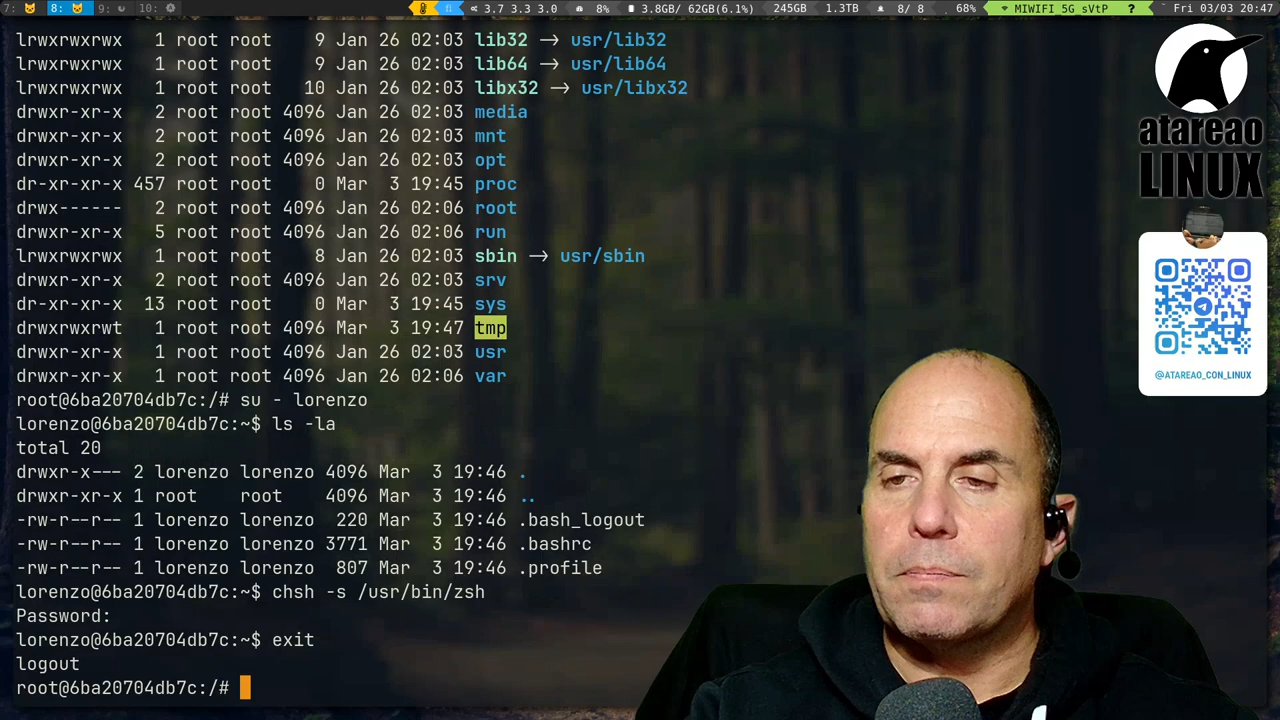 7: 8: 9: 10: 3.7 3.3 3.0 8% 3.8GB/ 62GB(6.1%) 245GB 1.3TB 8/ 8 68% MIWIFI 5G sVtP ? Fri 03/03 20:47
lrwxrwxrwx 1 root root 9 Jan 26 02:03 lib32 -> usr/lib32
lrwxrwxrwx 1 root root 9 Jan 26 02:03 lib64 -> usr/lib64
lrwxrwxrwx 1 root root 10 Jan 26 02:03 libx32 -> usr/libx32
drwxr-xr-x 2 root root 4096 Jan 26 02:03 media
drwxr-xr-x 2 root root 4096 Jan 26 02:03 mnt
drwxr-xr-x 2 root root 4096 Jan 26 02:03 opt
dr-xr-xr-x 457 root root 0 Mar 3 19:45 proc
drwx------ 2 root root 4096 Jan 26 02:06 root
drwxr-xr-x 5 root root 4096 Jan 26 02:06 run
lrwxrwxrwx 1 root root 8 Jan 26 02:03 sbin -> usr/sbin
drwxr-xr-x 2 root root 4096 Jan 26 02:03 srv
dr-xr-xr-x 13 root root 0 Mar 3 19:45 sys
drwxrwxrwt 1 root root 4096 Mar 3 19:47 tmp
drwxr-xr-x 1 root root 4096 Jan 26 02:03 usr
drwxr-xr-x 1 root root 4096 Jan 26 02:06 var
root@6ba20704db7c:/# su - lorenzo
lorenzo@6ba20704db7c:~$ ls -la
total 20
drwxr-x--- 2 lorenzo lorenzo 4096 Mar 3 19:46 .
drwxr-xr-x 1 root root 4096 Mar 3 19:46 ..
-rw-r--r-- 1 lorenzo lorenzo 220 Mar 3 19:46 .bash_logout
-rw-r--r-- 1 lorenzo lorenzo 3771 Mar 3 19:46 .bashrc
-rw-r--r-- 1 lorenzo lorenzo 807 Mar 3 19:46 .profile
lorenzo@6ba20704db7c:~$ chsh -s /usr/bin/zsh
Password:
lorenzo@6ba20704db7c:~$ exit
logout
root@6ba20704db7c:/#
atareao
LINUX
@ATAREAO_CON_LINUX